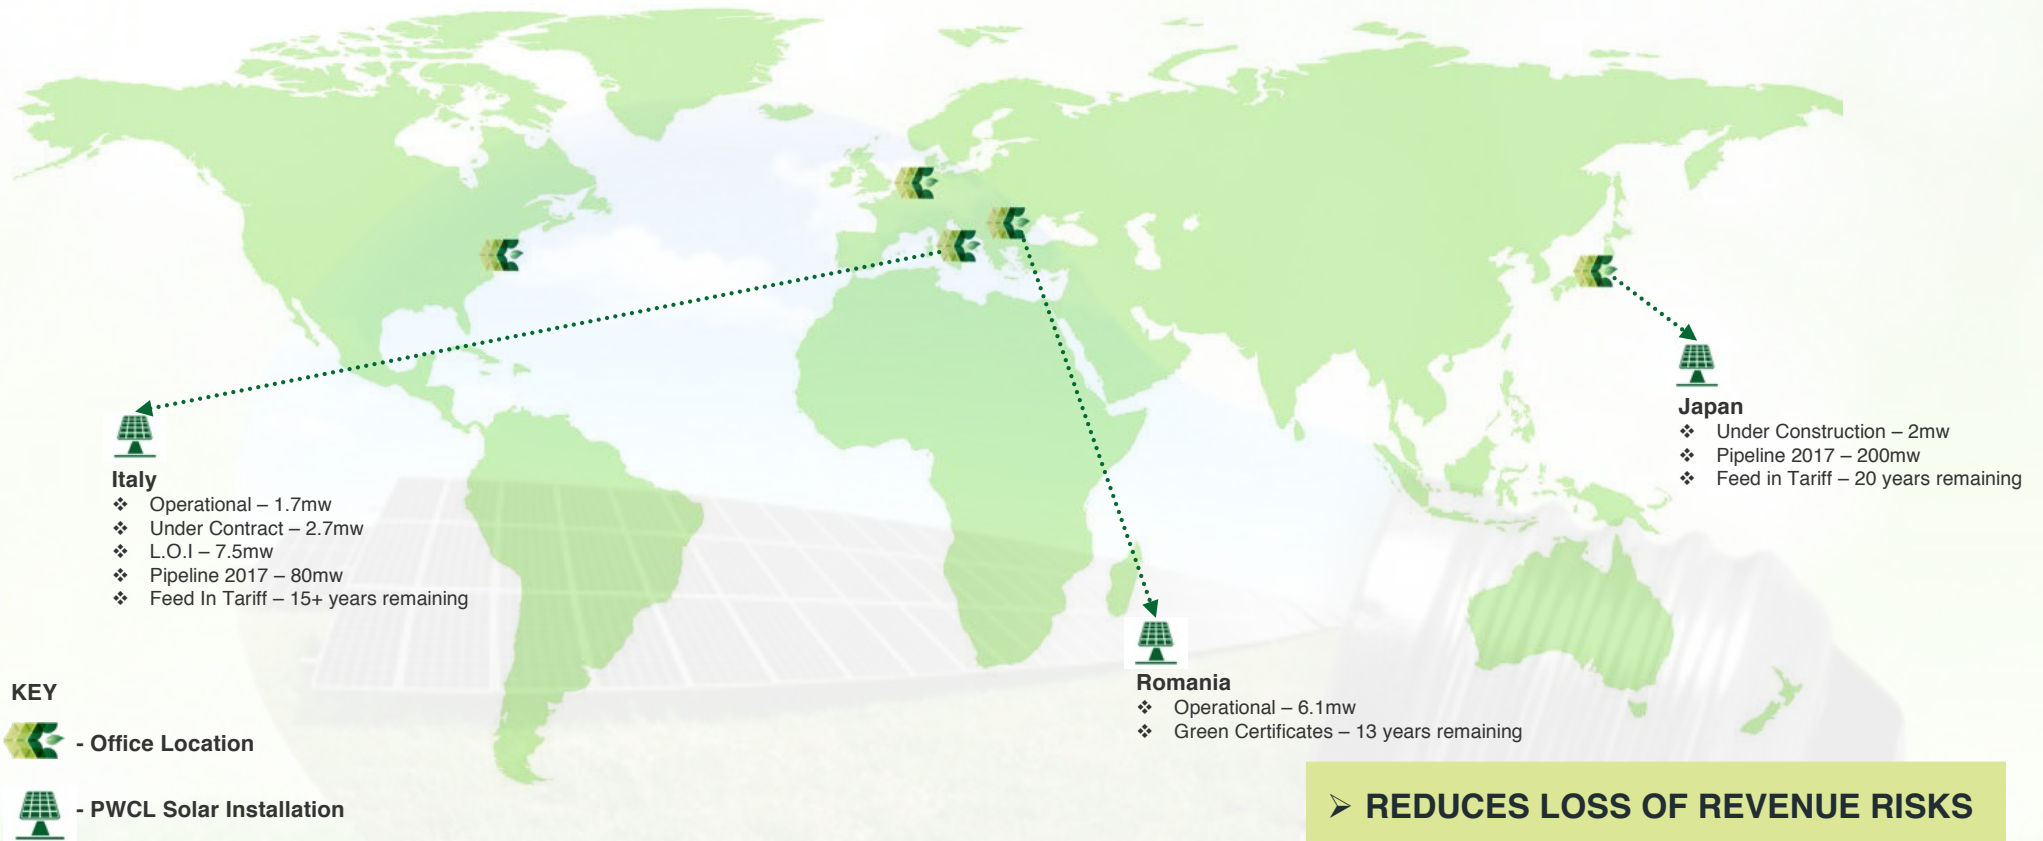 Italy
❖ Operational – 1.7mw
❖ Under Contract – 2.7mw
❖ L.O.I – 7.5mw
❖ Pipeline 2017 – 80mw
❖ Feed In Tariff – 15+ years remaining
Japan
❖ Under Construction – 2mw
❖ Pipeline 2017 – 200mw
❖ Feed in Tariff – 20 years remaining
Romania
❖ Operational – 6.1mw
❖ Green Certificates – 13 years remaining
KEY
- Office Location
- PWCL Solar Installation
➢ REDUCES LOSS OF REVENUE RISKS